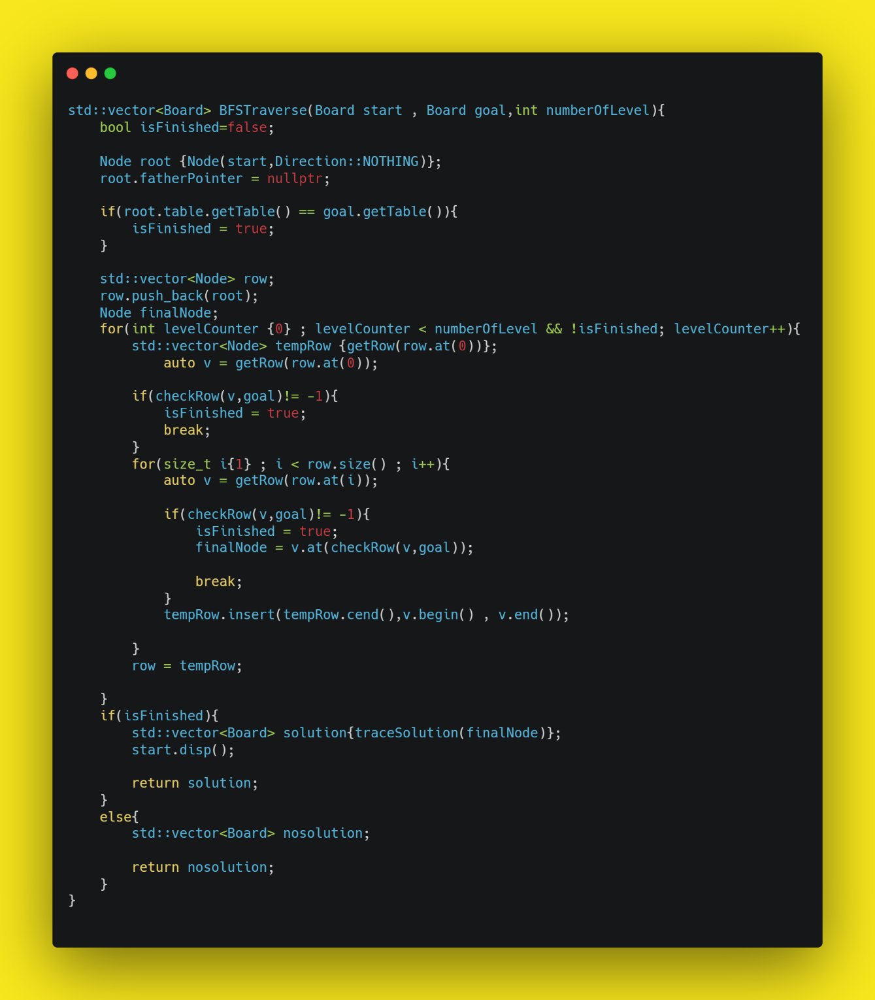 std::vector<Board> BFSTraverse(Board start , Board goal,int numberOfLevel){
    bool isFinished=false;

    Node root {Node(start,Direction::NOTHING)};
    root.fatherPointer = nullptr;

    if(root.table.getTable() == goal.getTable()){
        isFinished = true;
    }

    std::vector<Node> row;
    row.push_back(root);
    Node finalNode;
    for(int levelCounter {0} ; levelCounter < numberOfLevel && !isFinished; levelCounter++){
        std::vector<Node> tempRow {getRow(row.at(0))};
            auto v = getRow(row.at(0));

        if(checkRow(v,goal)!= -1){
            isFinished = true;
            break;
        }
        for(size_t i{1} ; i < row.size() ; i++){
            auto v = getRow(row.at(i));

            if(checkRow(v,goal)!= -1){
                isFinished = true;
                finalNode = v.at(checkRow(v,goal));

                break;
            }
            tempRow.insert(tempRow.cend(),v.begin() , v.end());

        }
        row = tempRow;

    }
    if(isFinished){
        std::vector<Board> solution{traceSolution(finalNode)};
        start.disp();

        return solution;
    }
    else{
        std::vector<Board> nosolution;

        return nosolution;
    }
}